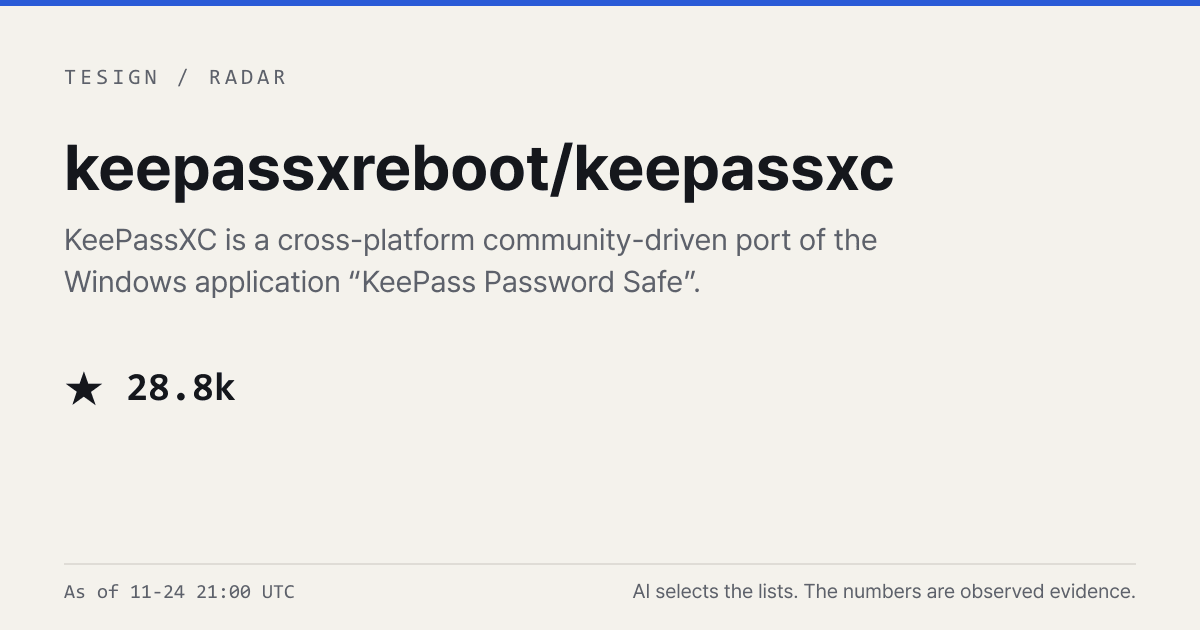 TESIGN / RADAR
keepassxreboot/keepassxc
KeePassXC is a cross-platform community-driven port of the
Windows application “KeePass Password Safe”.
★ 28.8k
As of 11-24 21:00 UTC
AI selects the lists. The numbers are observed evidence.